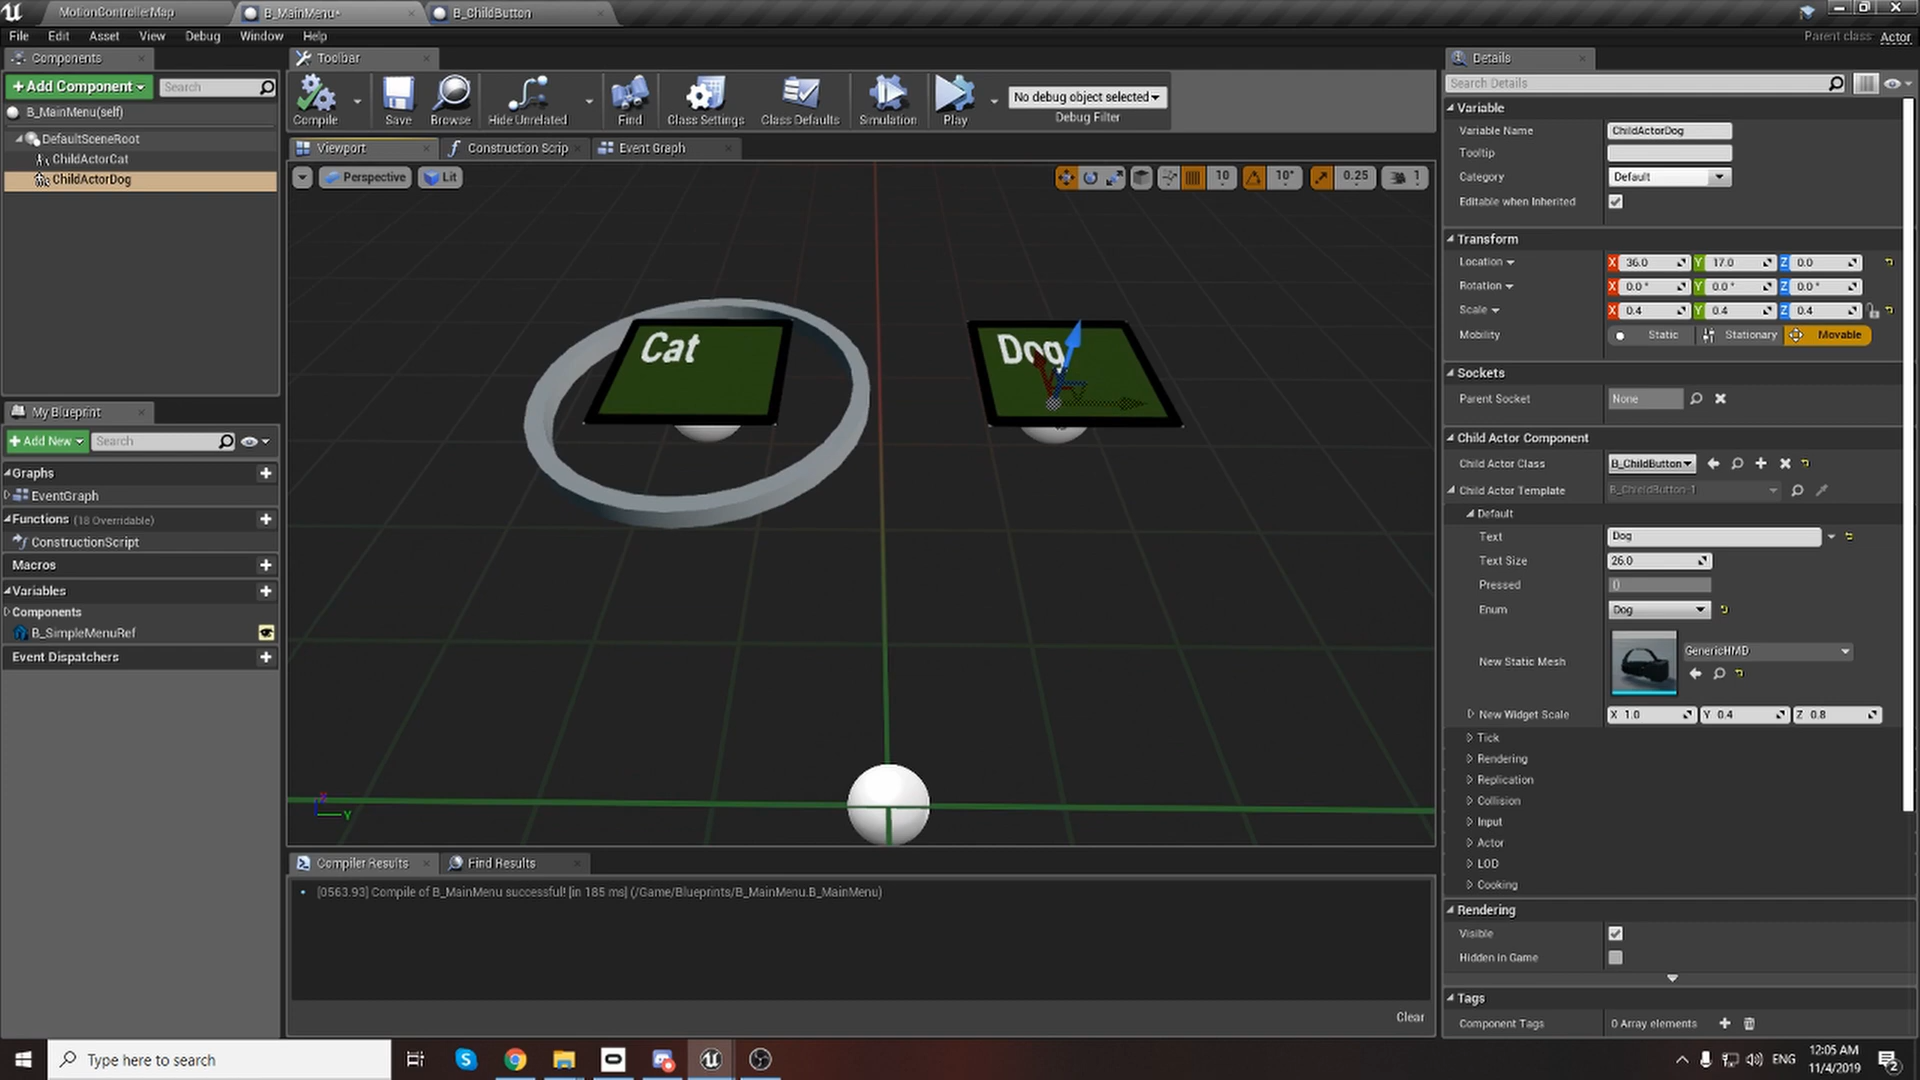 MotionControllerMap
B_MainMenu*
B_ChildButton
File Edit Asset View Debug Window Help
Parent class: Actor
Components
+Add Component
Search
B_MainMenu(self)
DefaultSceneRoot
ChildActorCat
ChildActorDog
My Blueprint
+Add New
Search
Graphs
EventGraph
Functions (18 Overridable)
ConstructionScript
Macros
Variables
Components
B_SimpleMenuRef
Event Dispatchers
Toolbar
Compile
Save
Browse
Hide Unrelated
Find
Class Settings
Class Defaults
Simulation
Play
No debug object selected
Debug Filter
Viewport
Construction Scrip
Event Graph
Perspective
Lit
10
10°
0.25
1
Cat
Dog
X
Y
Compiler Results
Find Results
[0563.93] Compile of B_MainMenu successful! [in 185 ms] (/Game/Blueprints/B_MainMenu.B_MainMenu)
Clear
Details
Search Details
Variable
Variable Name ChildActorDog
Tooltip
Category Default
Editable when Inherited
Transform
Location X 36.0 Y 17.0 Z 0.0
Rotation X 0.0° Y 0.0° Z 0.0°
Scale X 0.4 Y 0.4 Z 0.4
Mobility Static Stationary Movable
Sockets
Parent Socket None
Child Actor Component
Child Actor Class B_ChildButton
Child Actor Template
Default
Text Dog
Text Size 26.0
Pressed ()
Enum Dog
New Static Mesh GenericHMD
New Widget Scale X 1.0 Y 0.4 Z 0.8
Tick
Rendering
Replication
Collision
Input
Actor
LOD
Cooking
Rendering
Visible
Hidden in Game
Tags
Component Tags 0 Array elements
Type here to search
ENG
12:05 AM
11/4/2019
2